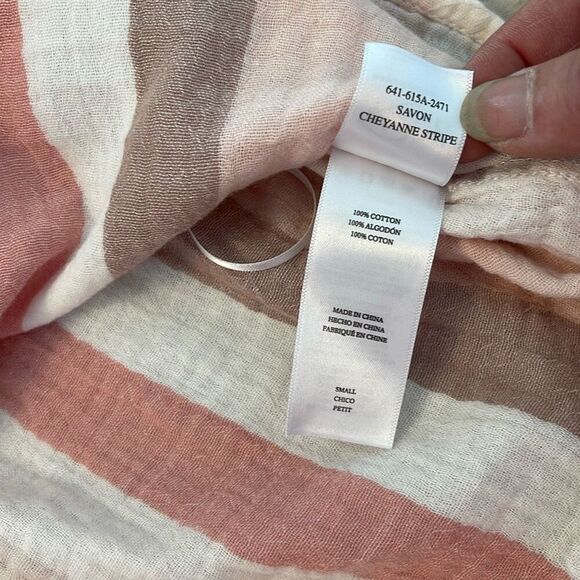 641-615A-2471
SAVON
CHEYANNE STRIPE
100% COTTON
100% ALGODÓN
100% COTON
MADE IN CHINA
HECHO EN CHINA
FABRIQUÉ EN CHINE
SMALL
CHICO
PETIT